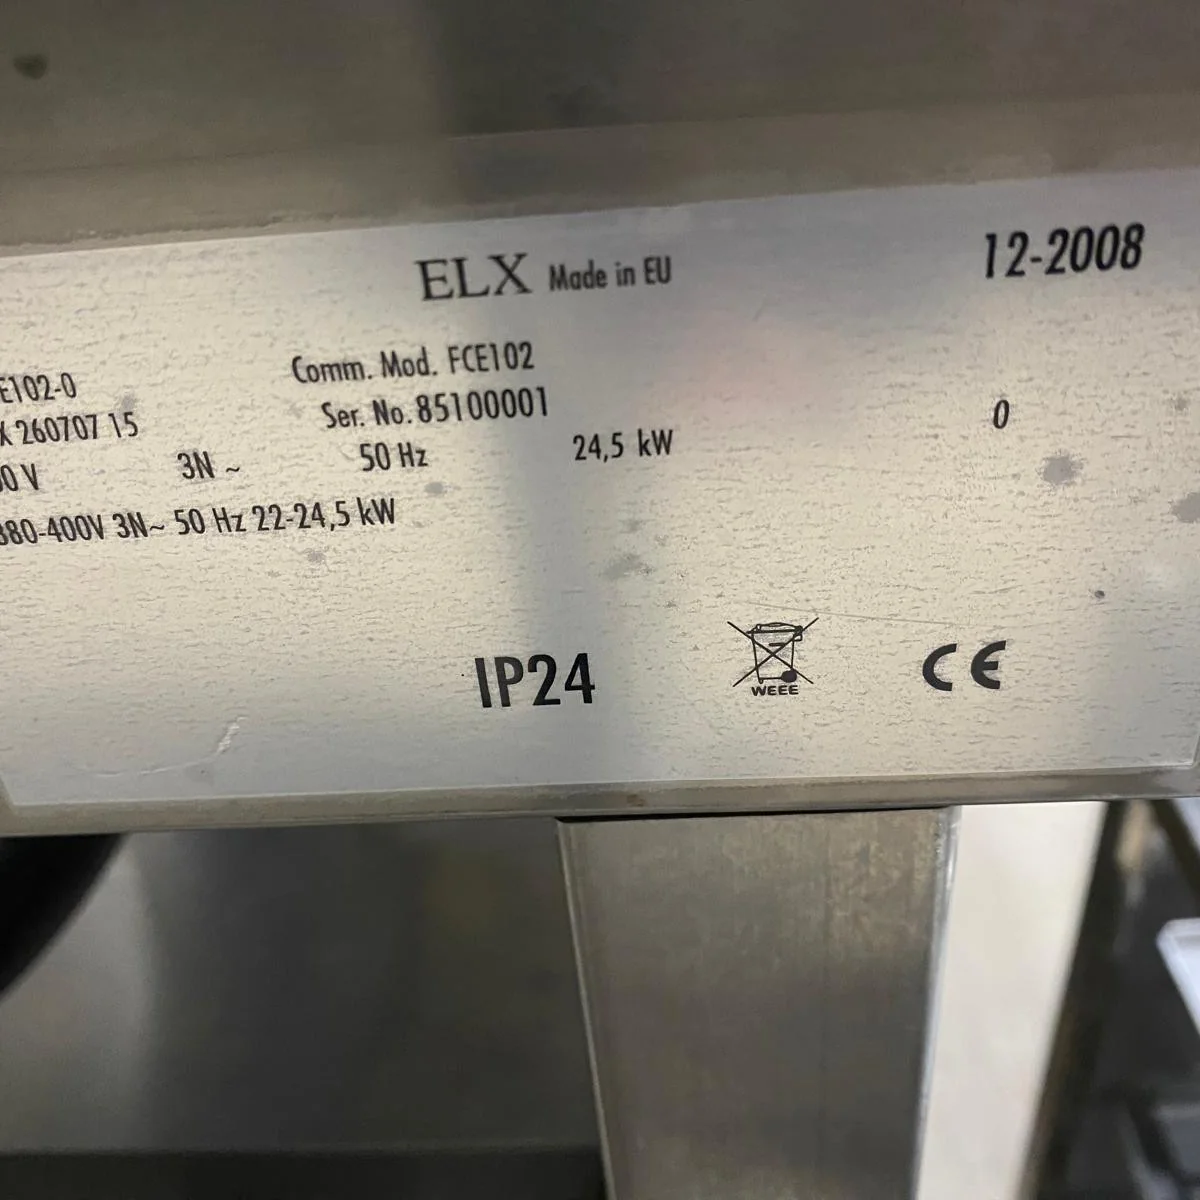 ELX Made in EU 12-2008
E102-0 Comm. Mod. FCE102
260707 15 Ser. No. 85100001 0
0 V 3N ~ 50 Hz 24,5 kW
380-400V 3N~ 50 Hz 22-24,5 kW
IP24 WEEE CE